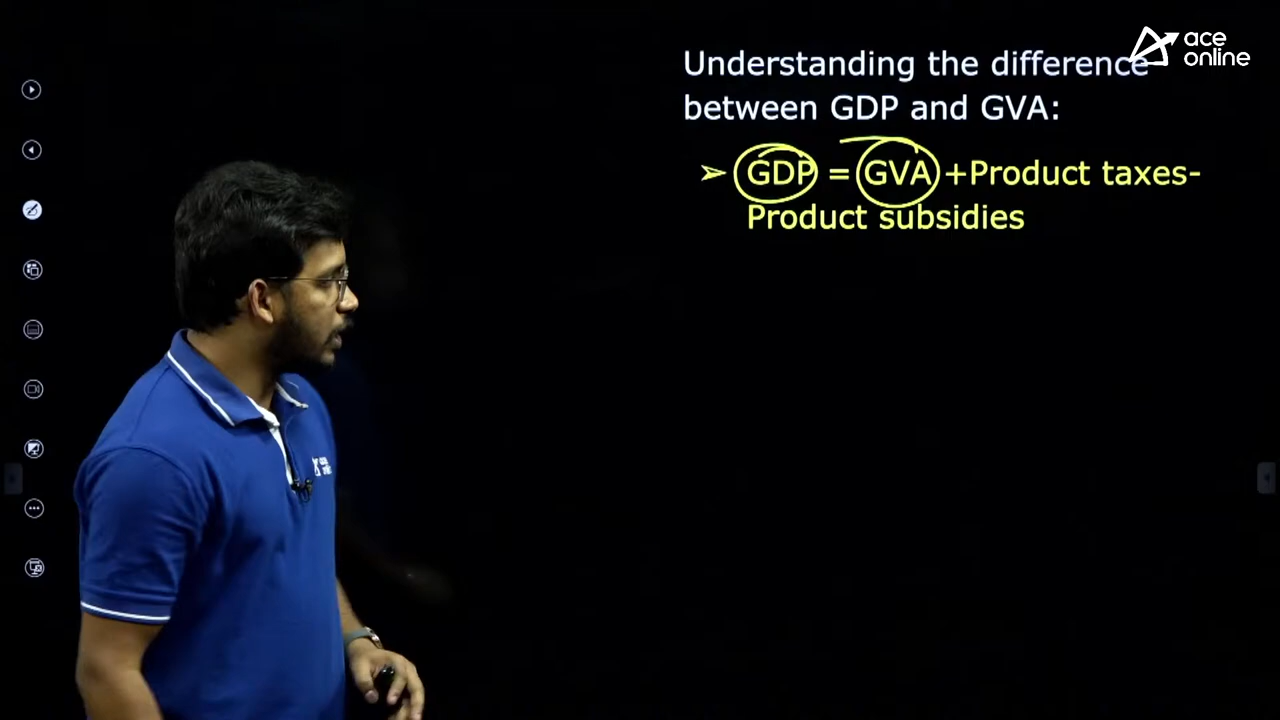 ace
online
Understanding the difference
between GDP and GVA:
➢ GDP = GVA +Product taxes-
Product subsidies